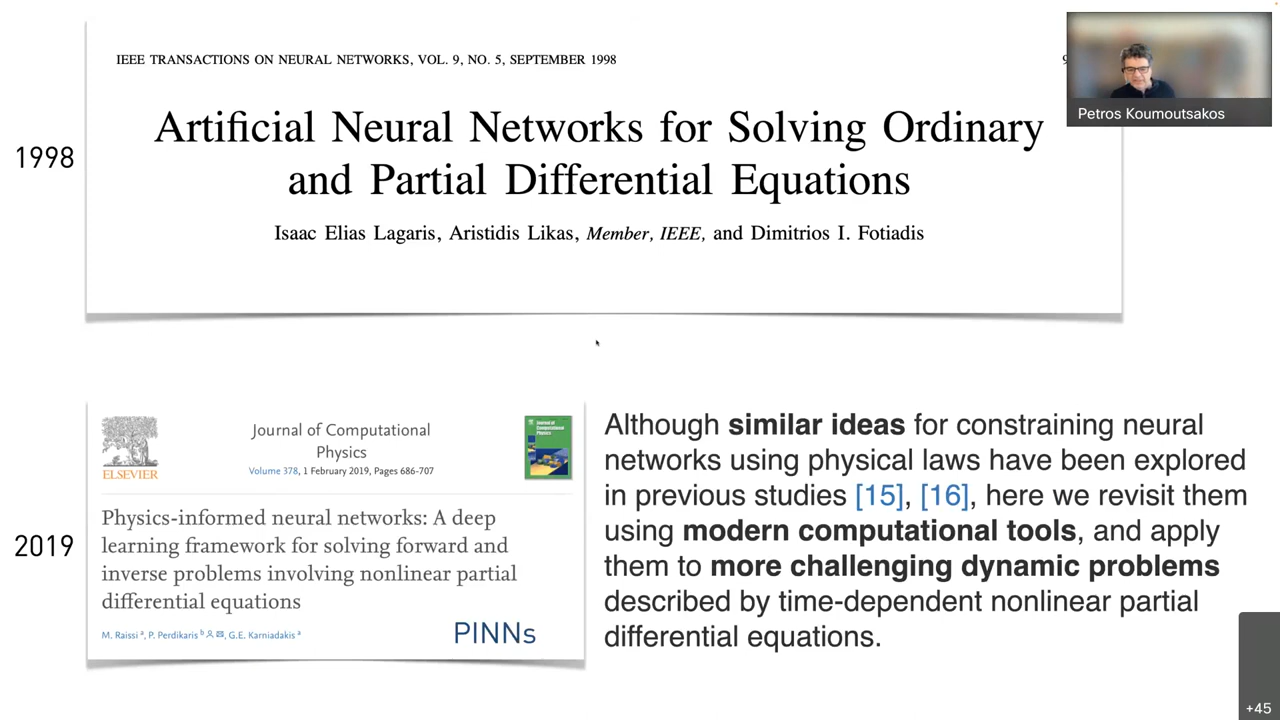 IEEE TRANSACTIONS ON NEURAL NETWORKS, VOL. 9, NO. 5, SEPTEMBER 1998
9
Petros Koumoutsakos
1998
Artificial Neural Networks for Solving Ordinary
and Partial Differential Equations
Isaac Elias Lagaris, Aristidis Likas, Member, IEEE, and Dimitrios I. Fotiadis
2019
ELSEVIER
Journal of Computational
Physics
Volume 378, 1 February 2019, Pages 686-707
Physics-informed neural networks: A deep
learning framework for solving forward and
inverse problems involving nonlinear partial
differential equations
M. Raissi a, P. Perdikaris b, G.E. Karniadakis a
PINNs
Although similar ideas for constraining neural
networks using physical laws have been explored
in previous studies [15], [16], here we revisit them
using modern computational tools, and apply
them to more challenging dynamic problems
described by time-dependent nonlinear partial
differential equations.
+45